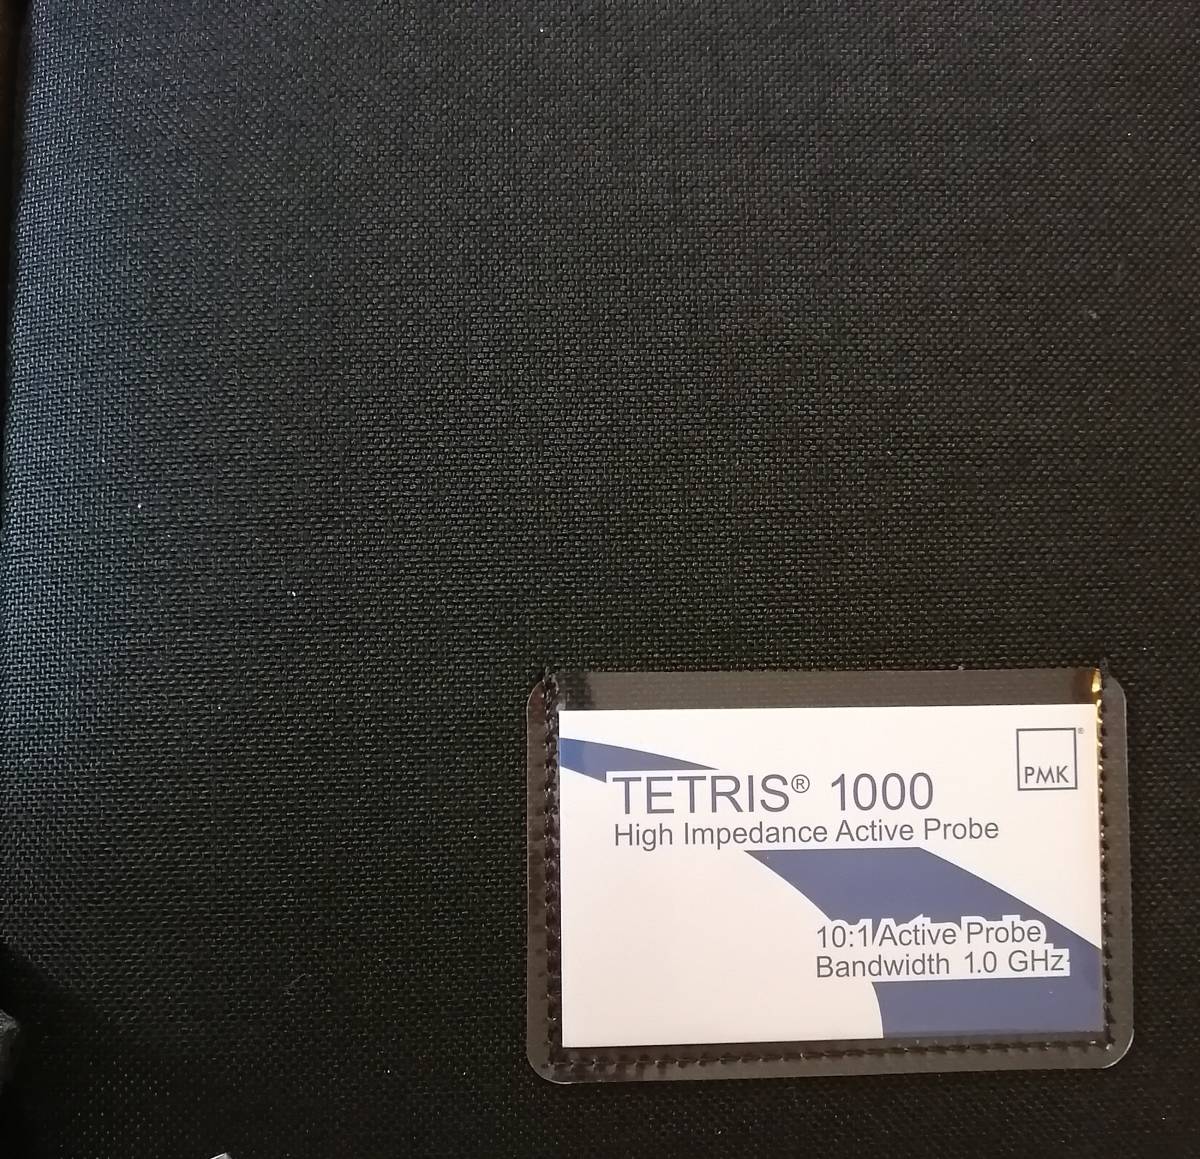 PMK®
TETRIS® 1000
High Impedance Active Probe
10:1 Active Probe
Bandwidth 1.0 GHz